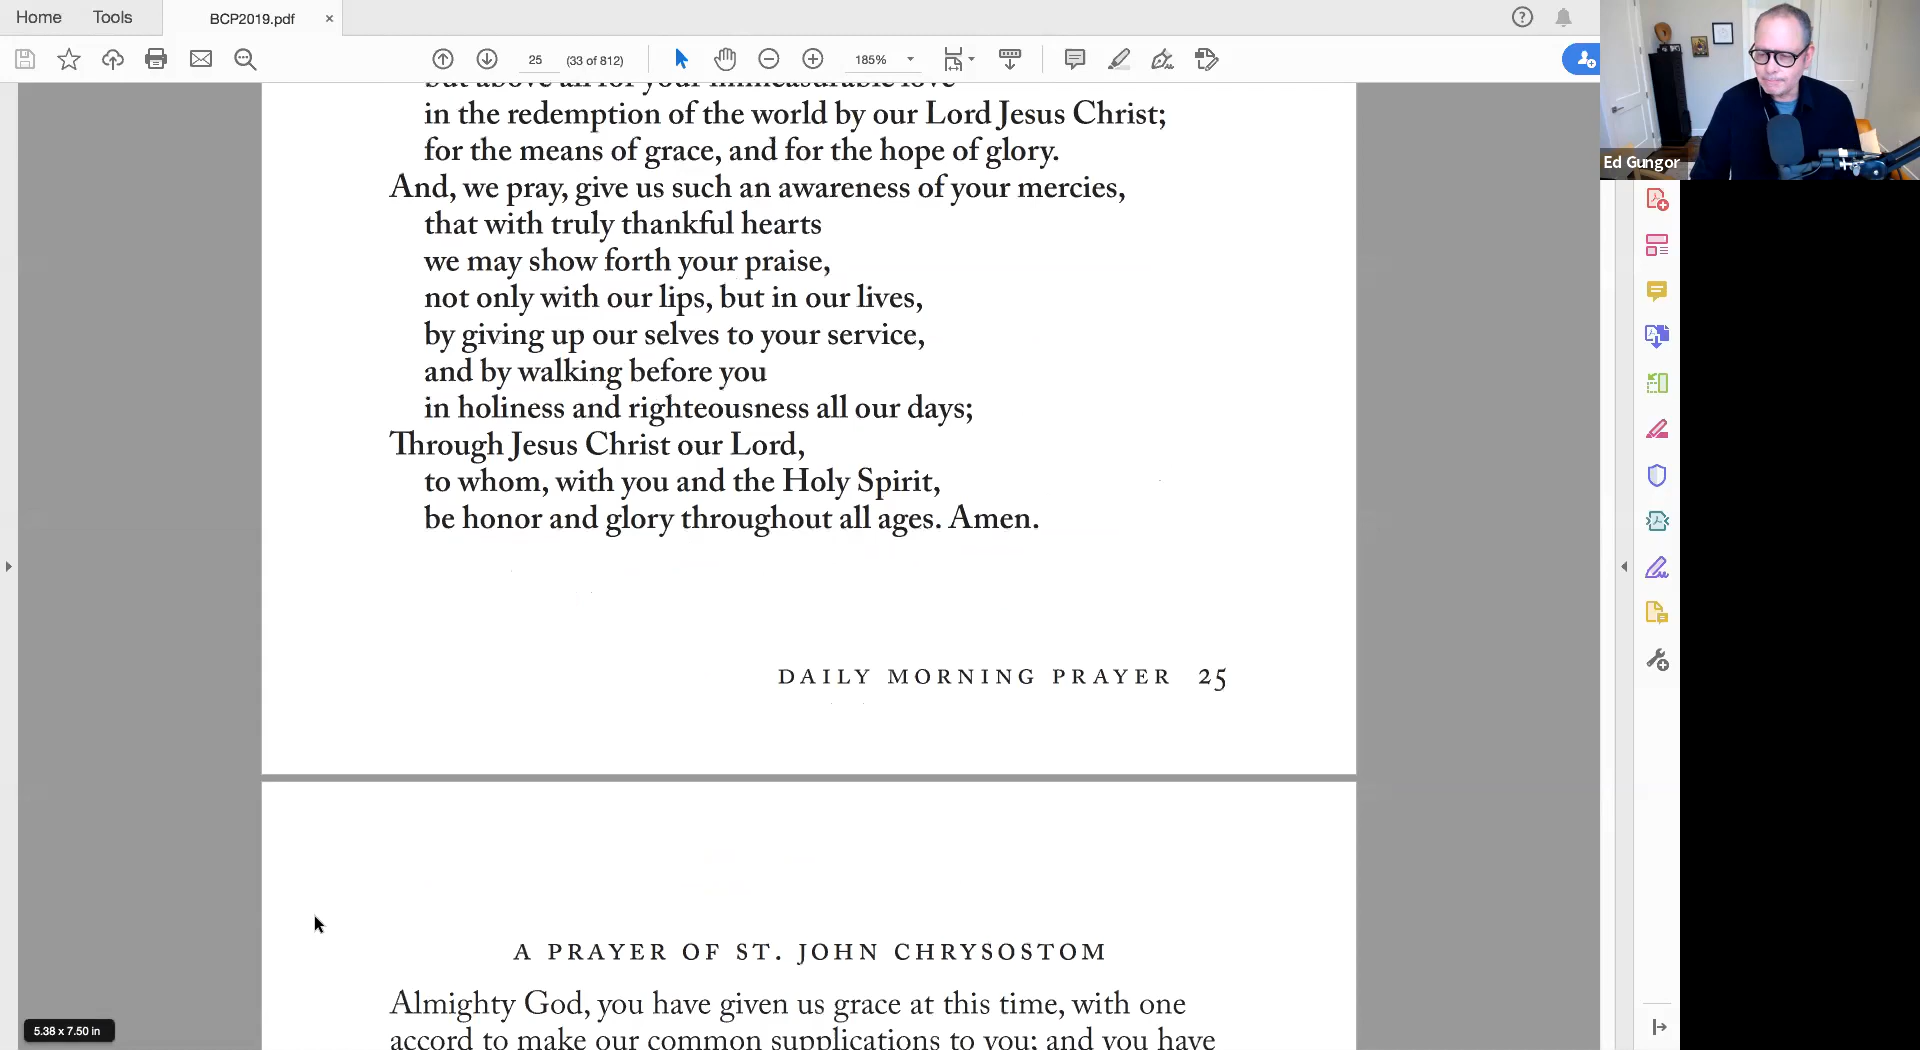 Home Tools BCP2019.pdf ×
25 (33 of 812) 185%
but above all for your immeasurable love
in the redemption of the world by our Lord Jesus Christ;
for the means of grace, and for the hope of glory.
And, we pray, give us such an awareness of your mercies,
that with truly thankful hearts
we may show forth your praise,
not only with our lips, but in our lives,
by giving up our selves to your service,
and by walking before you
in holiness and righteousness all our days;
Through Jesus Christ our Lord,
to whom, with you and the Holy Spirit,
be honor and glory throughout all ages. Amen.
DAILY MORNING PRAYER 25
A PRAYER OF ST. JOHN CHRYSOSTOM
Almighty God, you have given us grace at this time, with one
accord to make our common supplications to you; and you have
5.38 x 7.50 in
Ed Gungor